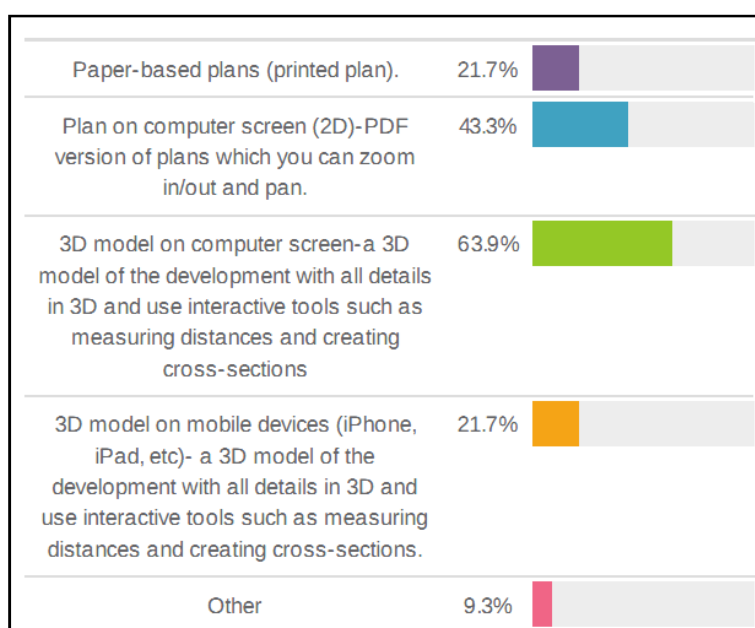 Paper-based plans (printed plan). 21.7%
Plan on computer screen (2D)-PDF 43.3%
version of plans which you can zoom
in/out and pan.
3D model on computer screen-a 3D 63.9%
model of the development with all details
in 3D and use interactive tools such as
measuring distances and creating
cross-sections
3D model on mobile devices (iPhone, 21.7%
iPad, etc)- a 3D model of the
development with all details in 3D and
use interactive tools such as measuring
distances and creating cross-sections.
Other 9.3%